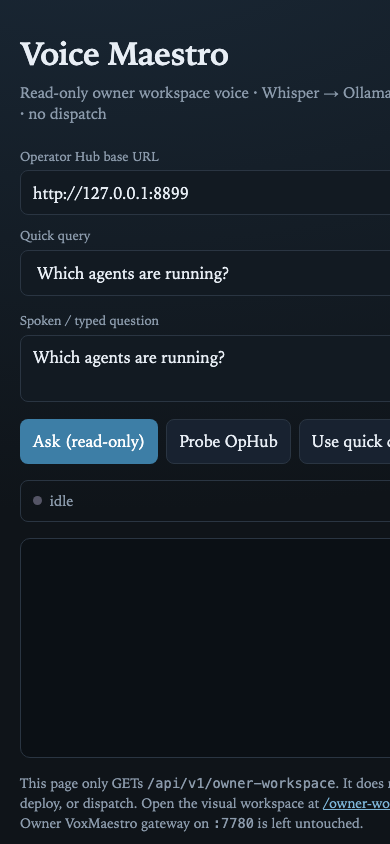 Voice Maestro
Read-only owner workspace voice · Whisper → Ollama
· no dispatch
Operator Hub base URL
http://127.0.0.1:8899
Quick query
Which agents are running?
Spoken / typed question
Which agents are running?
Ask (read-only) Probe OpHub Use quick
idle
This page only GETs /api/v1/owner-workspace. It does
deploy, or dispatch. Open the visual workspace at /owner-wo
Owner VoxMaestro gateway on :7780 is left untouched.